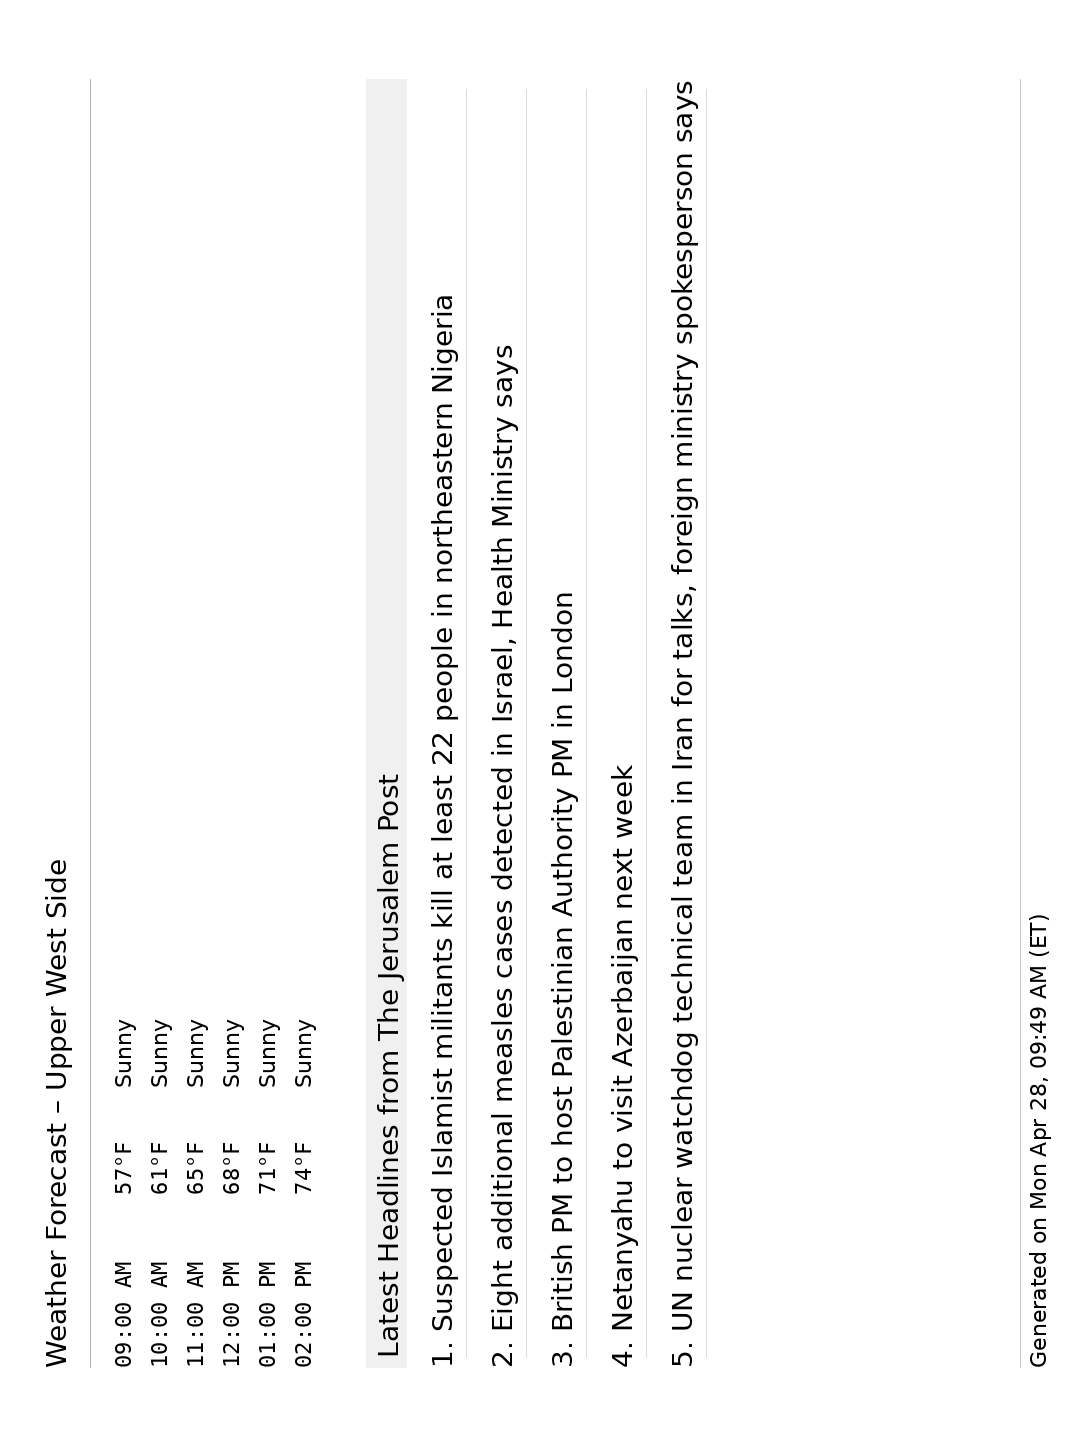 Weather Forecast – Upper West Side
09:00 AM 57°F Sunny
10:00 AM 61°F Sunny
11:00 AM 65°F Sunny
12:00 PM 68°F Sunny
01:00 PM 71°F Sunny
02:00 PM 74°F Sunny
Latest Headlines from The Jerusalem Post
1. Suspected Islamist militants kill at least 22 people in northeastern Nigeria
2. Eight additional measles cases detected in Israel, Health Ministry says
3. British PM to host Palestinian Authority PM in London
4. Netanyahu to visit Azerbaijan next week
5. UN nuclear watchdog technical team in Iran for talks, foreign ministry spokesperson says
Generated on Mon Apr 28, 09:49 AM (ET)